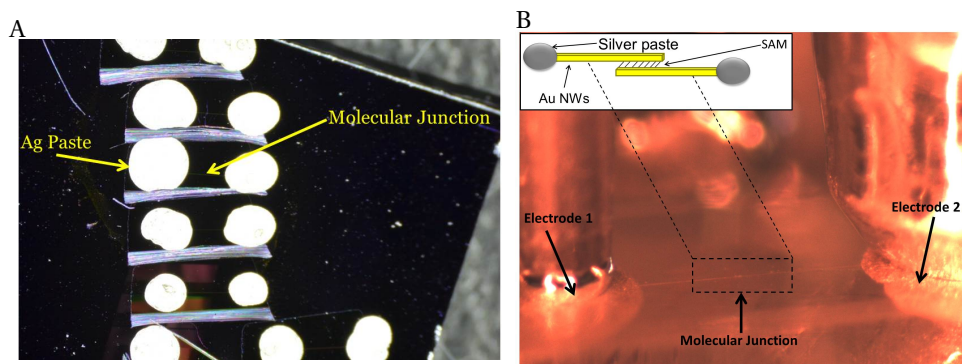 A
Ag Paste
Molecular Junction
B
Silver paste
SAM
Au NWs
Electrode 1
Electrode 2
Molecular Junction